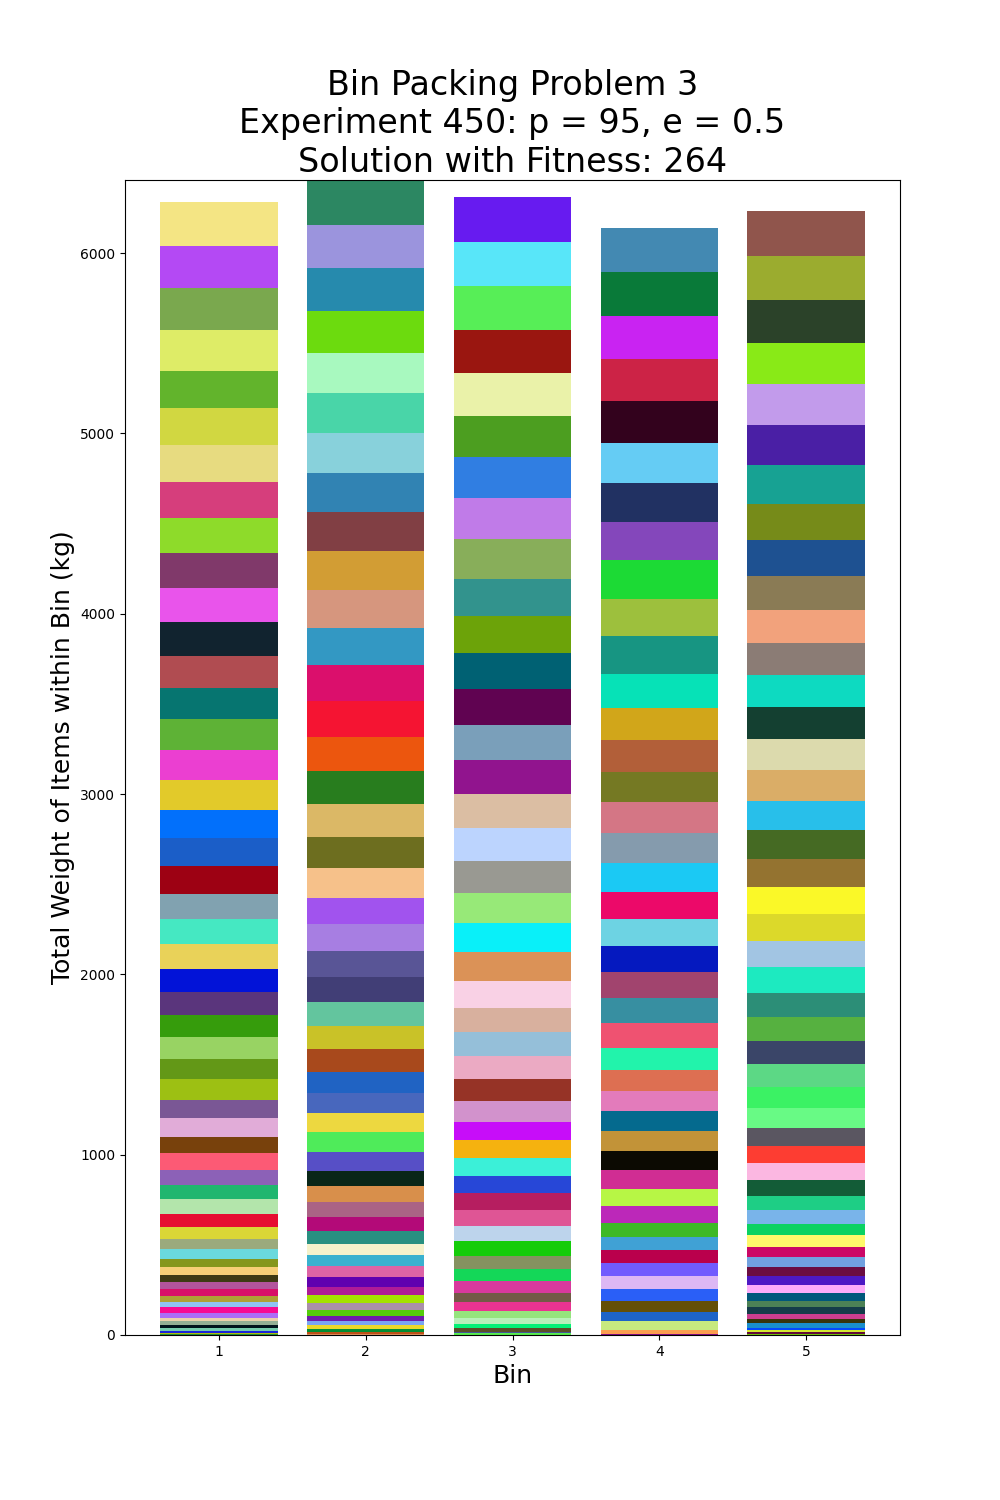 Bin Packing Problem 3
Experiment 450: p = 95, e = 0.5
Solution with Fitness: 264
Total Weight of Items within Bin (kg)
6000
5000
4000
3000
2000
1000
0
1 2 3 4 5
Bin